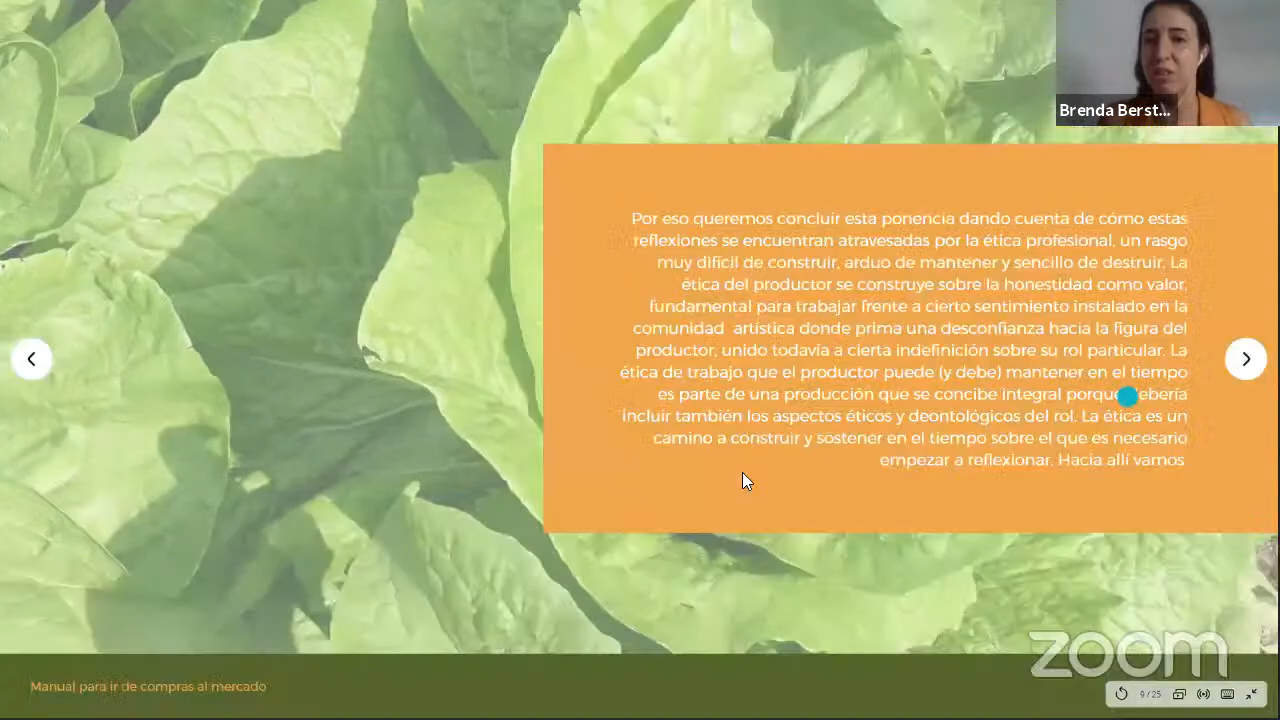 Brenda Berst...
Por eso queremos concluir esta ponencia dando cuenta de cómo estas
reflexiones se encuentran atravesadas por la ética profesional, un rasgo
muy difícil de construir, arduo de mantener y sencillo de destruir. La
ética del productor se construye sobre la honestidad como valor,
fundamental para trabajar frente a cierto sentimiento instalado en la
comunidad artística donde prima una desconfianza hacia la figura del
productor, unido todavía a cierta indefinición sobre su rol particular. La
ética de trabajo que el productor puede (y debe) mantener en el tiempo
es parte de una producción que se concibe integral porque ebería
incluir también los aspectos éticos y deontológicos del rol. La ética es un
camino a construir y sostener en el tiempo sobre el que es necesario
empezar a reflexionar. Hacia allí vamos.
zoom
Manual para ir de compras al mercado
9 / 25